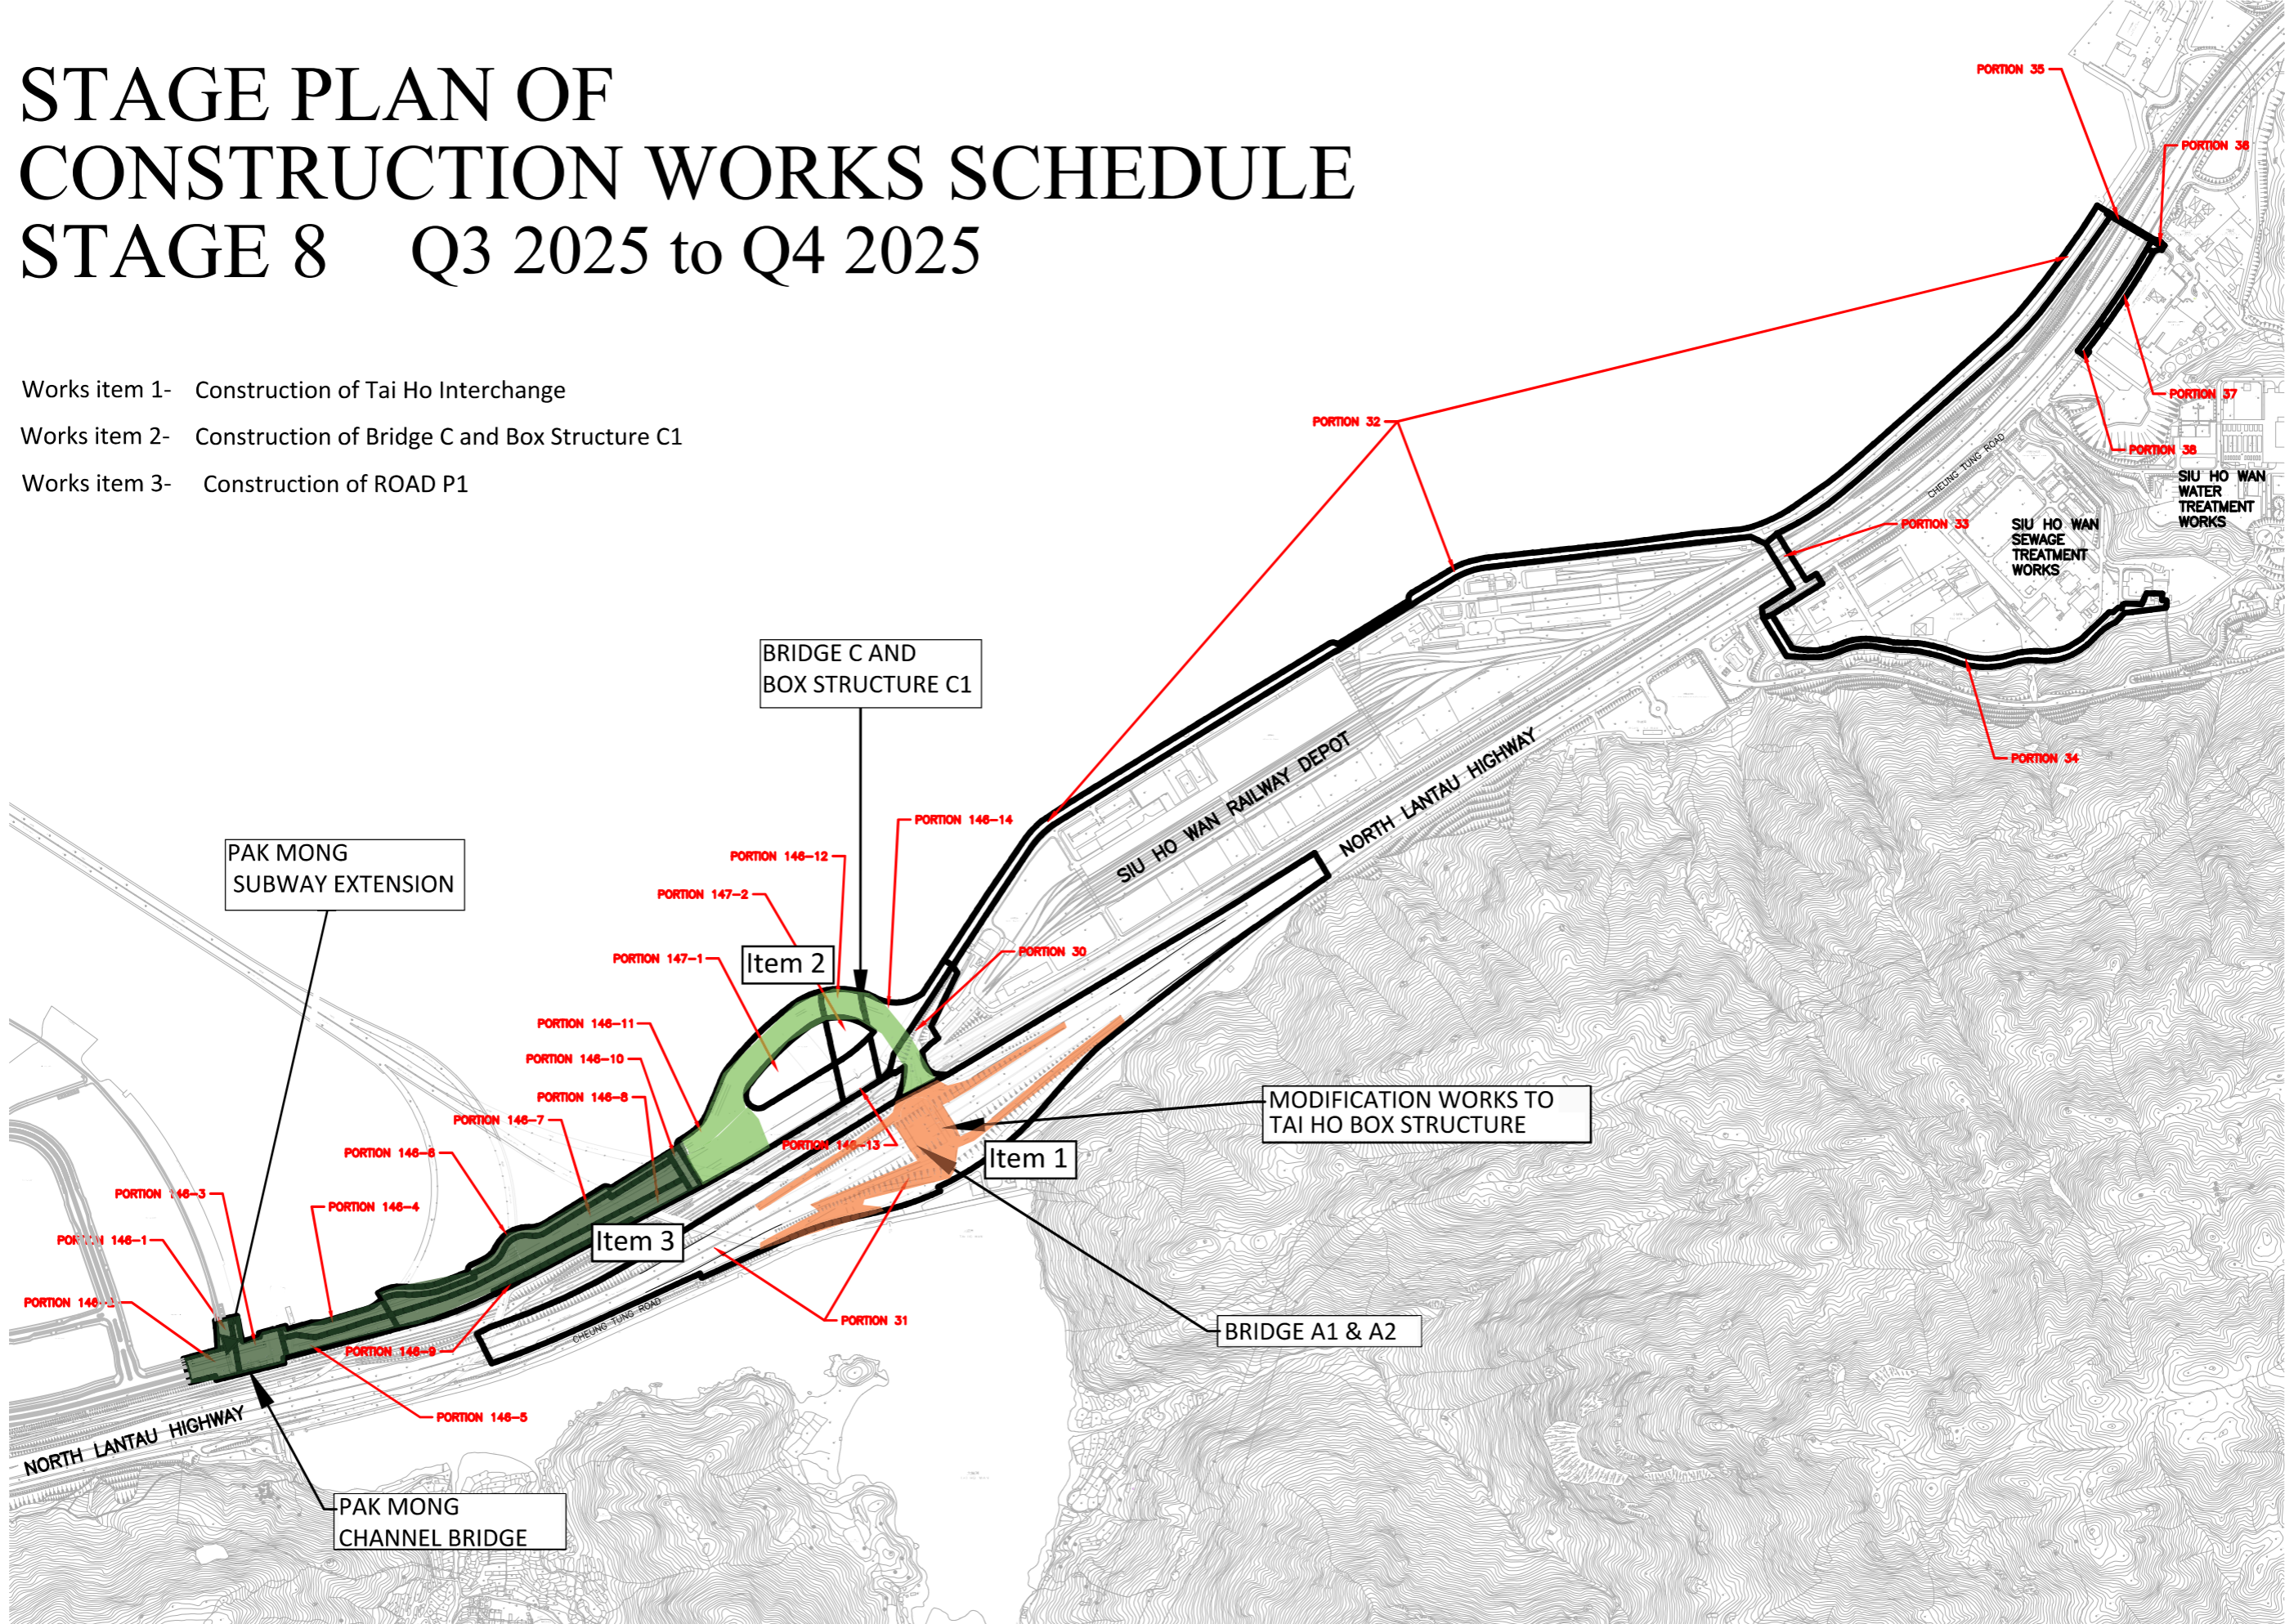 STAGE PLAN OF
CONSTRUCTION WORKS SCHEDULE
STAGE 8 Q3 2025 to Q4 2025
Works item 1- Construction of Tai Ho Interchange
Works item 2- Construction of Bridge C and Box Structure C1
Works item 3- Construction of ROAD P1
PORTION 35
PORTION 36
PORTION 37
PORTION 38
PORTION 32
PORTION 33
CHEUNG TUNG ROAD
SIU HO WAN
WATER
TREATMENT
WORKS
SIU HO WAN
SEWAGE
TREATMENT
WORKS
PORTION 34
BRIDGE C AND
BOX STRUCTURE C1
SIU HO WAN RAILWAY DEPOT
NORTH LANTAU HIGHWAY
PAK MONG
SUBWAY EXTENSION
PORTION 146-14
PORTION 146-12
PORTION 147-2
PORTION 147-1
Item 2
PORTION 30
PORTION 146-11
PORTION 146-10
PORTION 146-8
PORTION 146-7
PORTION 146-6
PORTION 146-13
MODIFICATION WORKS TO
TAI HO BOX STRUCTURE
Item 1
PORTION 146-3
PORTION 146-4
PORTION 146-1
Item 3
PORTION 146-2
PORTION 31
CHEUNG TUNG ROAD
BRIDGE A1 & A2
PORTION 146-9
PORTION 146-5
NORTH LANTAU HIGHWAY
PAK MONG
CHANNEL BRIDGE